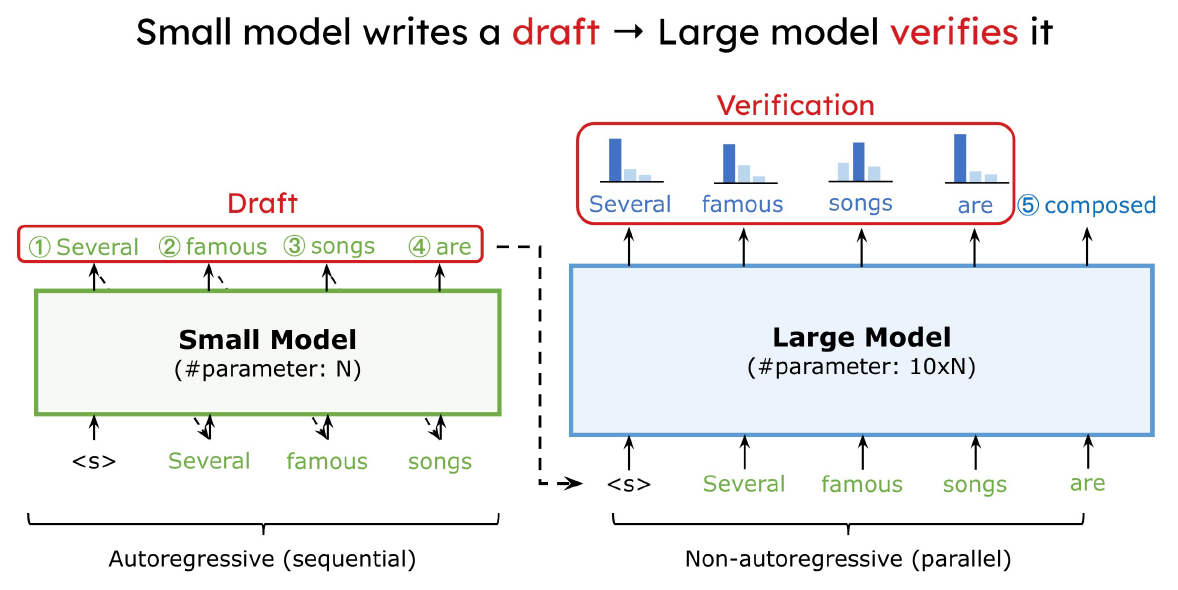 Small model writes a draft → Large model verifies it
Draft
① Several ② famous ③ songs ④ are
Small Model
(#parameter: N)
<s> Several famous songs
Autoregressive (sequential)
Verification
Several famous songs are ⑤ composed
Large Model
(#parameter: 10xN)
<s> Several famous songs are
Non-autoregressive (parallel)